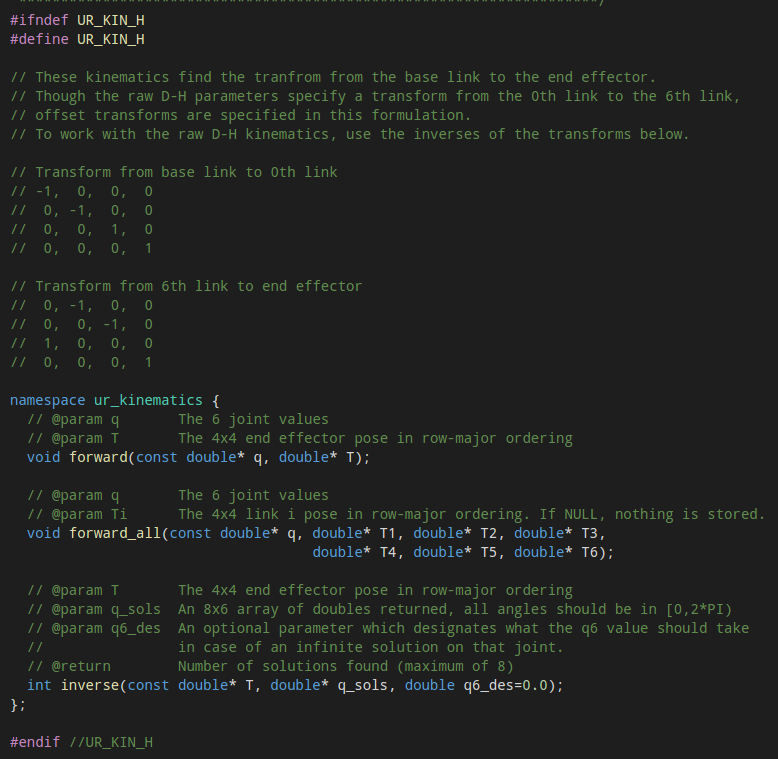 #ifndef UR_KIN_H
#define UR_KIN_H

// These kinematics find the tranfrom from the base link to the end effector.
// Though the raw D-H parameters specify a transform from the 0th link to the 6th link,
// offset transforms are specified in this formulation.
// To work with the raw D-H kinematics, use the inverses of the transforms below.

// Transform from base link to 0th link
// -1,  0,  0,  0
//  0, -1,  0,  0
//  0,  0,  1,  0
//  0,  0,  0,  1

// Transform from 6th link to end effector
//  0, -1,  0,  0
//  0,  0, -1,  0
//  1,  0,  0,  0
//  0,  0,  0,  1

namespace ur_kinematics {
  // @param q       The 6 joint values
  // @param T       The 4x4 end effector pose in row-major ordering
  void forward(const double* q, double* T);

  // @param q       The 6 joint values
  // @param Ti      The 4x4 link i pose in row-major ordering. If NULL, nothing is stored.
  void forward_all(const double* q, double* T1, double* T2, double* T3,
                                    double* T4, double* T5, double* T6);

  // @param T       The 4x4 end effector pose in row-major ordering
  // @param q_sols  An 8x6 array of doubles returned, all angles should be in [0,2*PI)
  // @param q6_des  An optional parameter which designates what the q6 value should take
  //                in case of an infinite solution on that joint.
  // @return        Number of solutions found (maximum of 8)
  int inverse(const double* T, double* q_sols, double q6_des=0.0);
};

#endif //UR_KIN_H